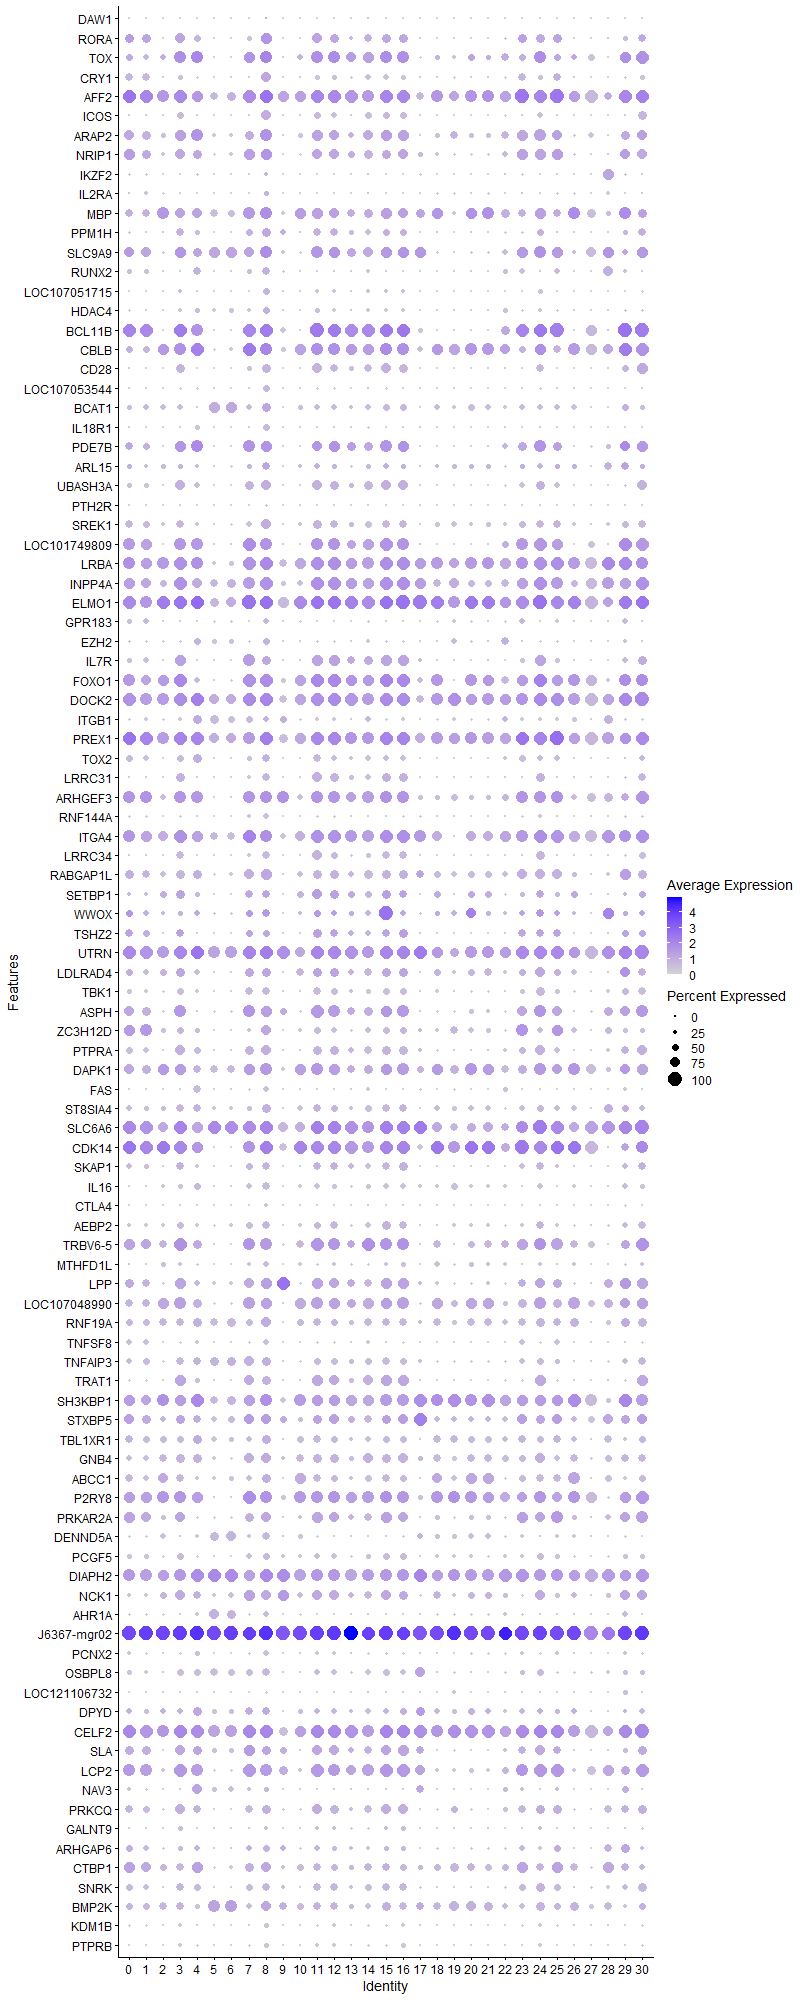 DAW1
RORA
TOX
CRY1
AFF2
ICOS
ARAP2
NRIP1
IKZF2
IL2RA
MBP
PPM1H
SLC9A9
RUNX2
LOC107051715
HDAC4
BCL11B
CBLB
CD28
LOC107053544
BCAT1
IL18R1
PDE7B
ARL15
UBASH3A
PTH2R
SREK1
LOC101749809
LRBA
INPP4A
ELMO1
GPR183
EZH2
IL7R
FOXO1
DOCK2
ITGB1
PREX1
TOX2
LRRC31
ARHGEF3
RNF144A
ITGA4
LRRC34
RABGAP1L
SETBP1
WWOX
TSHZ2
UTRN
LDLRAD4
TBK1
ASPH
ZC3H12D
PTPRA
DAPK1
FAS
ST8SIA4
SLC6A6
CDK14
SKAP1
IL16
CTLA4
AEBP2
TRBV6-5
MTHFD1L
LPP
LOC107048990
RNF19A
TNFSF8
TNFAIP3
TRAT1
SH3KBP1
STXBP5
TBL1XR1
GNB4
ABCC1
P2RY8
PRKAR2A
DENND5A
PCGF5
DIAPH2
NCK1
AHR1A
J6367-mgr02
PCNX2
OSBPL8
LOC121106732
DPYD
CELF2
SLA
LCP2
NAV3
PRKCQ
GALNT9
ARHGAP6
CTBP1
SNRK
BMP2K
KDM1B
PTPRB
0 1 2 3 4 5 6 7 8 9 10 11 12 13 14 15 16 17 18 19 20 21 22 23 24 25 26 27 28 29 30
Identity
Features
Average Expression
4
3
2
1
0
Percent Expressed
0
25
50
75
100